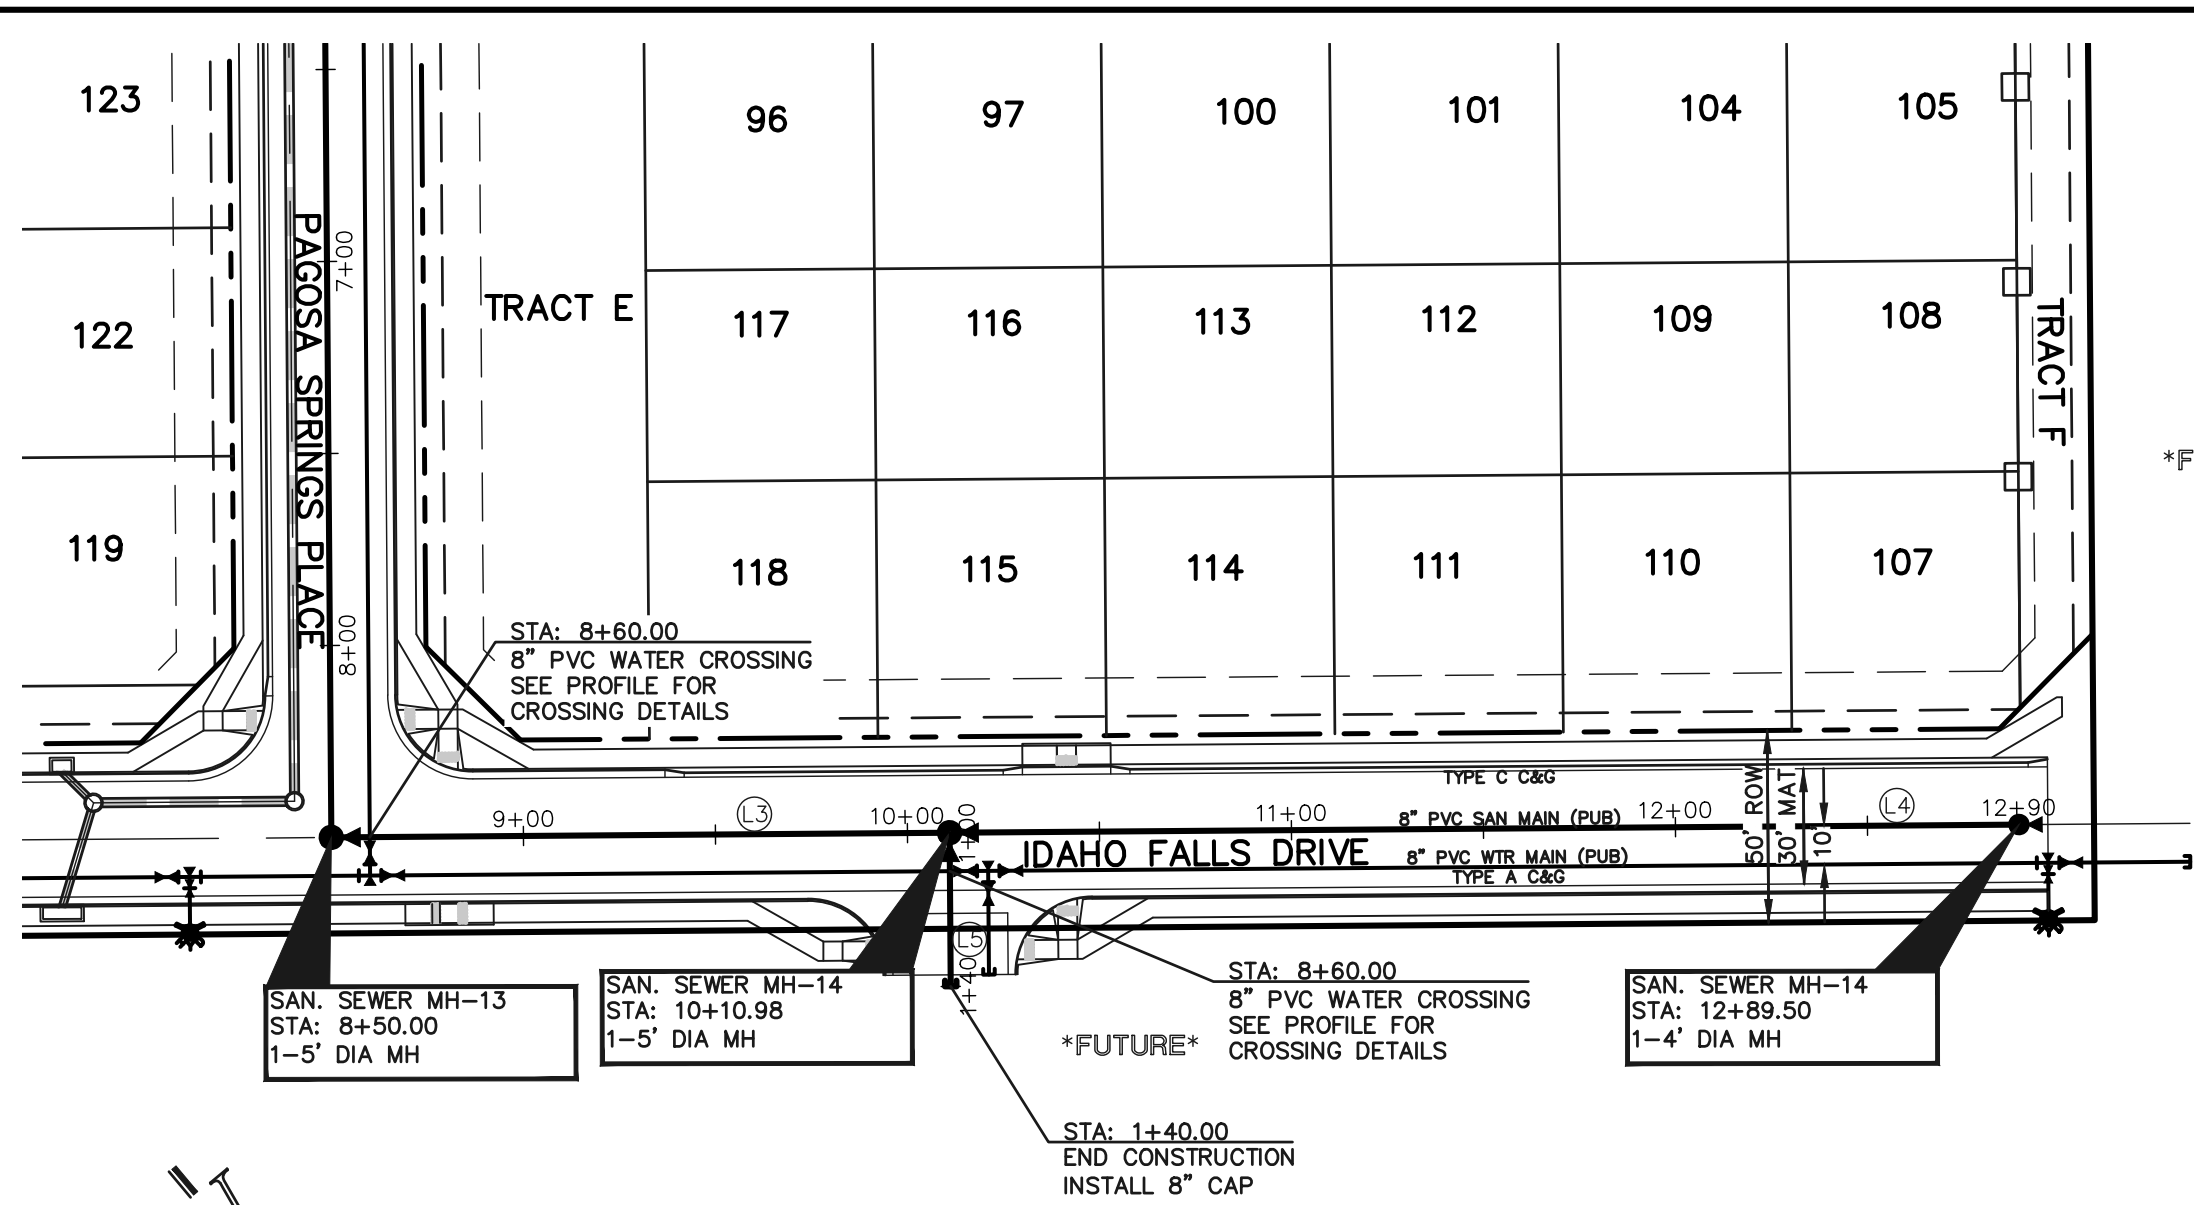 123
96
97
100
101
104
105
PAGOSA SPRINGS PLACE
7+00
TRACT E
122
117
116
113
112
109
108
TRACT F
*F
119
118
115
114
111
110
107
8+00
STA: 8+60.00
8" PVC WATER CROSSING
SEE PROFILE FOR
CROSSING DETAILS
TYPE C C&G
50' ROW
30' MAT
10'
9+00
L3
10+00
1+00
11+00
8" PVC SAN MAIN (PUB)
12+00
L4
12+90
IDAHO FALLS DRIVE
8" PVC WTR MAIN (PUB)
TYPE A C&G
L5
1+40
SAN. SEWER MH-13
STA: 8+50.00
1-5' DIA MH
SAN. SEWER MH-14
STA: 10+10.98
1-5' DIA MH
*FUTURE*
STA: 8+60.00
8" PVC WATER CROSSING
SEE PROFILE FOR
CROSSING DETAILS
SAN. SEWER MH-14
STA: 12+89.50
1-4' DIA MH
STA: 1+40.00
END CONSTRUCTION
INSTALL 8" CAP